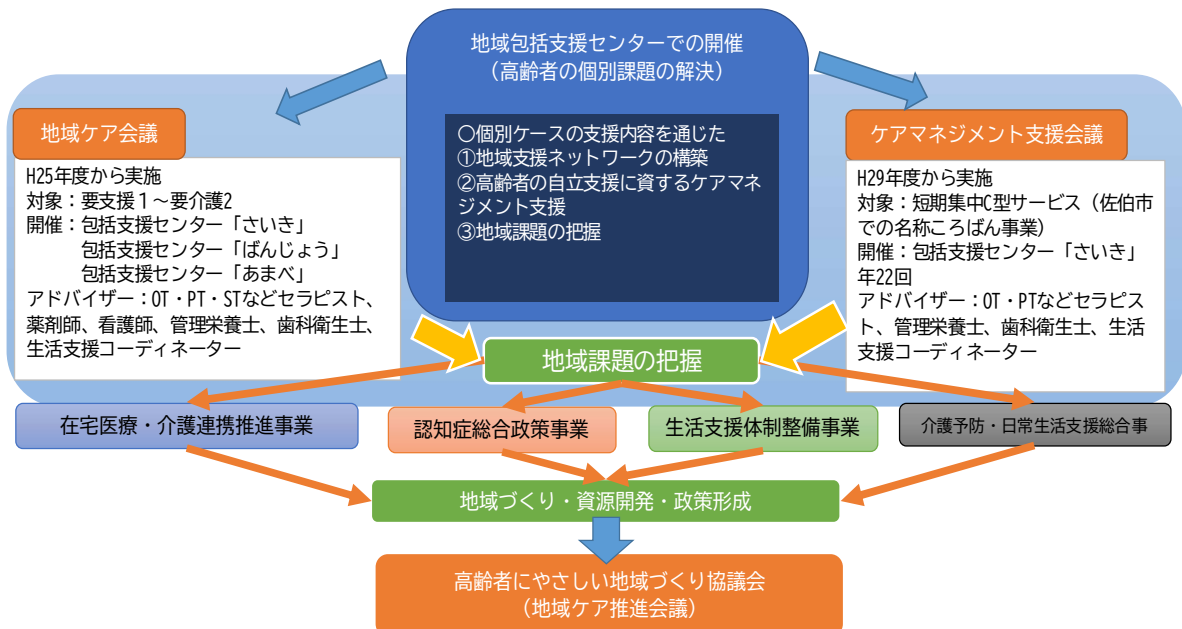 地域包括支援センターでの開催
（高齢者の個別課題の解決）
〇個別ケースの支援内容を通じた
①地域支援ネットワークの構築
②高齢者の自立支援に資するケアマネ
ジメント支援
③地域課題の把握
地域ケア会議
H25年度から実施
対象：要支援１～要介護2
開催：包括支援センター「さいき」
包括支援センター「ばんじょう」
包括支援センター「あまべ」
アドバイザー：OT・PT・STなどセラピスト、
薬剤師、看護師、管理栄養士、歯科衛生士、
生活支援コーディネーター
ケアマネジメント支援会議
H29年度から実施
対象：短期集中C型サービス（佐伯市
での名称ころばん事業）
開催：包括支援センター「さいき」
年22回
アドバイザー：OT・PTなどセラピス
ト、管理栄養士、歯科衛生士、生活
支援コーディネーター
地域課題の把握
在宅医療・介護連携推進事業
認知症総合政策事業
生活支援体制整備事業
介護予防・日常生活支援総合事
地域づくり・資源開発・政策形成
高齢者にやさしい地域づくり協議会
（地域ケア推進会議）